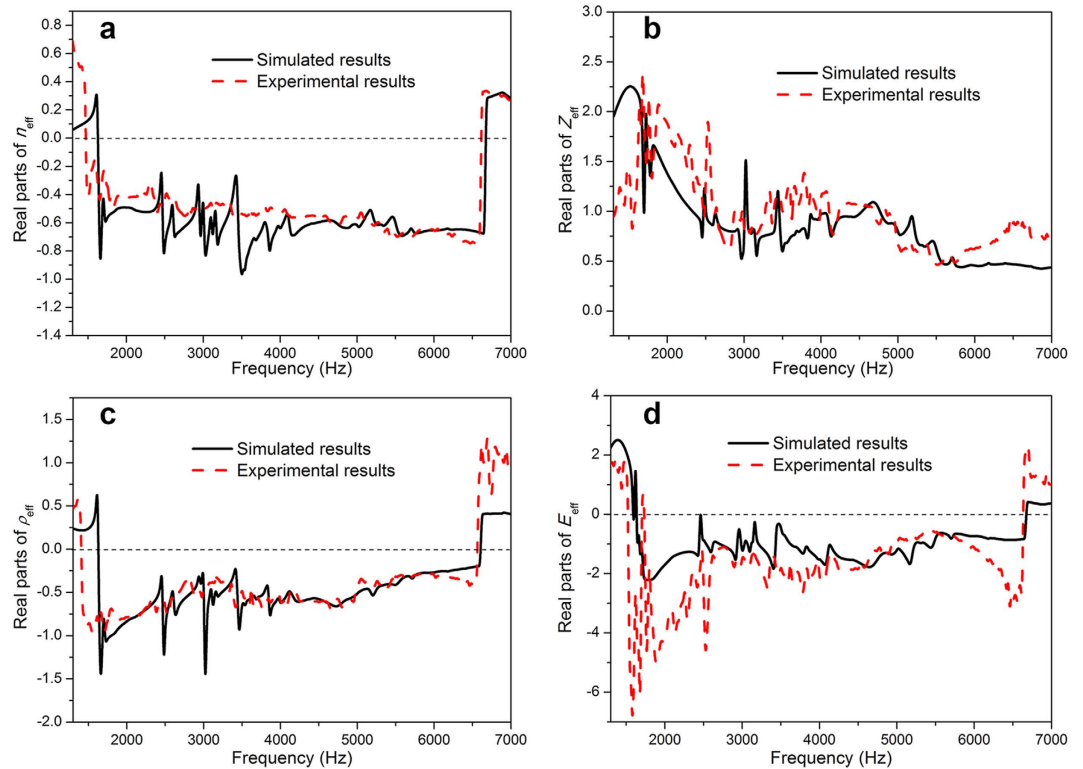 a
Simulated results
Experimental results
0.8
0.6
0.4
0.2
0.0
-0.2
-0.4
-0.6
-0.8
-1.0
-1.2
-1.4
Real parts of neff
2000
3000
4000
5000
6000
7000
Frequency (Hz)
b
Simulated results
Experimental results
3.0
2.5
2.0
1.5
1.0
0.5
0.0
Real parts of Zeff
2000
3000
4000
5000
6000
7000
Frequency (Hz)
c
Simulated results
Experimental results
1.5
1.0
0.5
0.0
-0.5
-1.0
-1.5
-2.0
Real parts of ρeff
2000
3000
4000
5000
6000
7000
Frequency (Hz)
d
Simulated results
Experimental results
4
2
0
-2
-4
-6
Real parts of Eeff
2000
3000
4000
5000
6000
7000
Frequency (Hz)